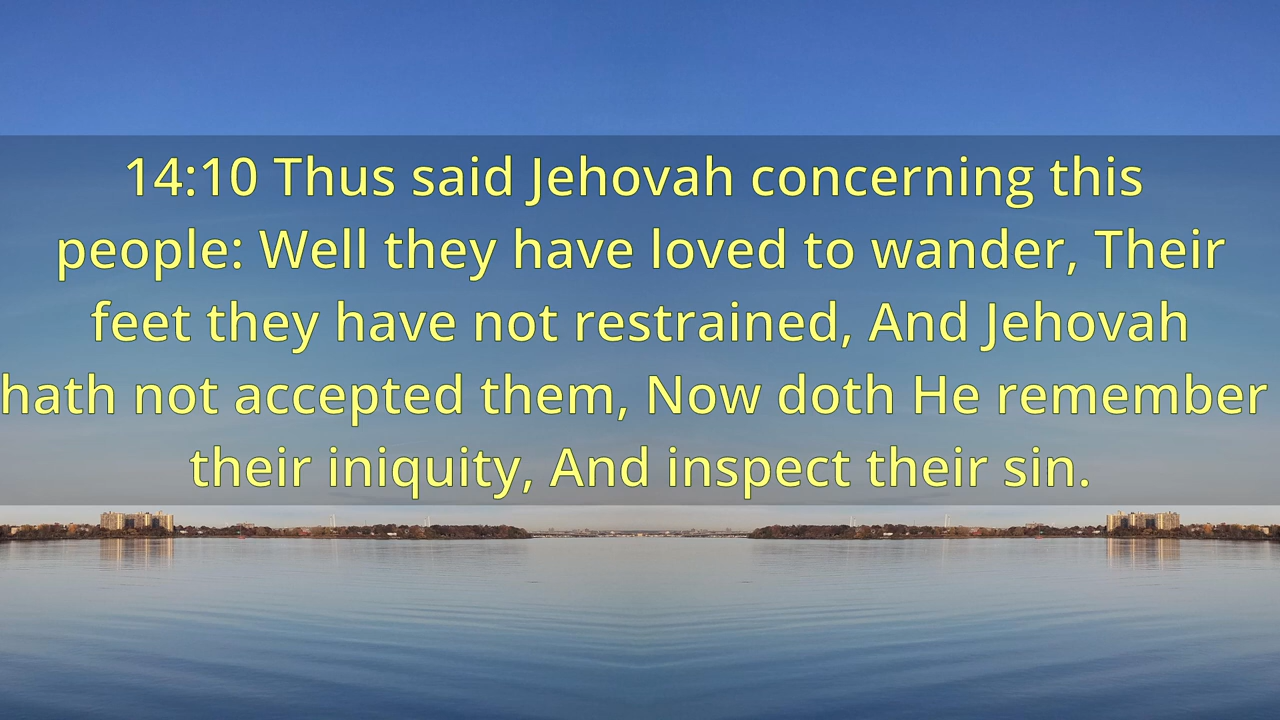 14:10 Thus said Jehovah concerning this
people: Well they have loved to wander, Their
feet they have not restrained, And Jehovah
hath not accepted them, Now doth He remember
their iniquity, And inspect their sin.